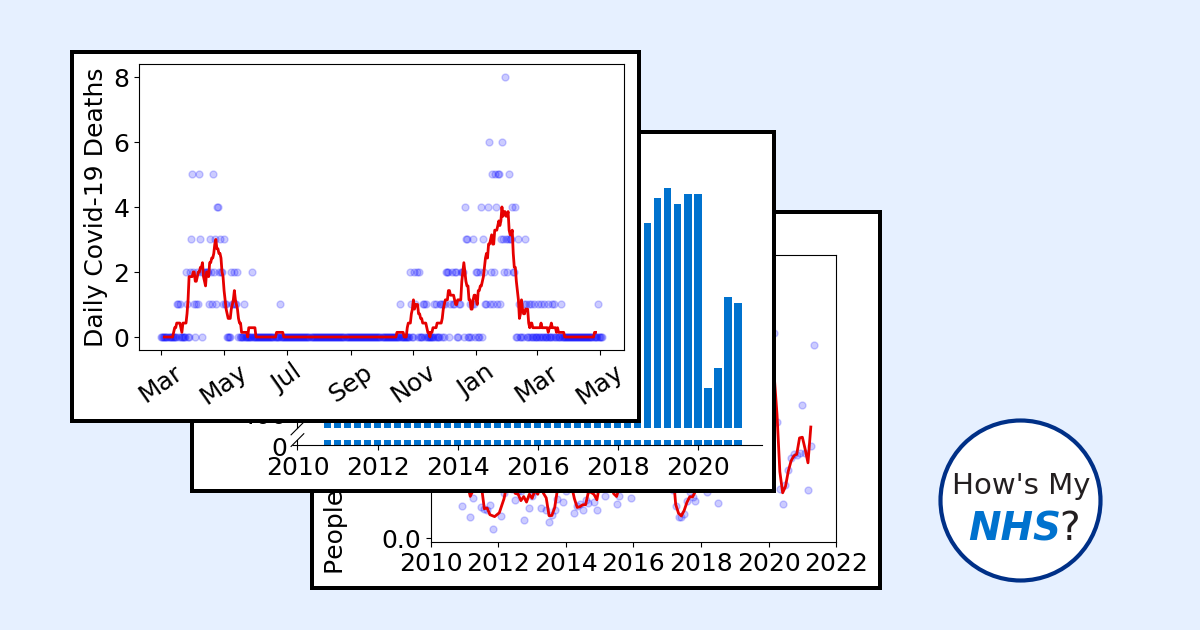 Daily Covid-19 Deaths
8
6
4
2
0
Mar May Jul Sep Nov Jan Mar May
0
2010 2012 2014 2016 2018 2020
People
0.0
2010 2012 2014 2016 2018 2020 2022
How's My
NHS?